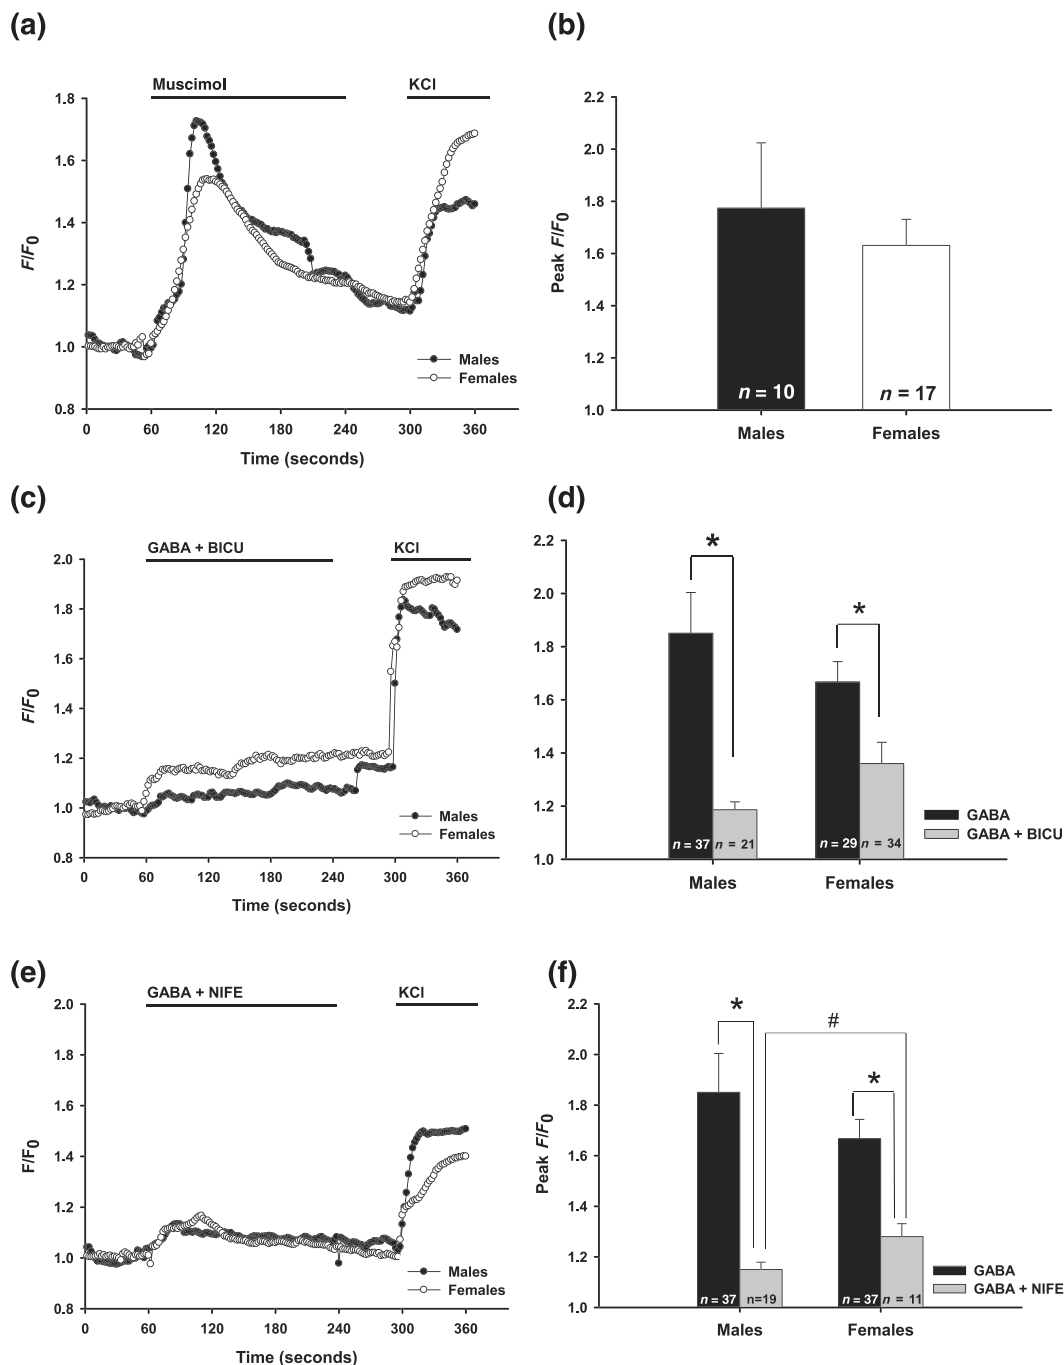 (a)
Muscimol
KCl
1.8
1.6
1.4
1.2
1.0
0.8
F/F0
Males
Females
0 60 120 180 240 300 360
Time (seconds)
(b)
2.2
2.0
1.8
1.6
1.4
1.2
1.0
Peak F/F0
n = 10
n = 17
Males Females
(c)
GABA + BICU
KCl
2.0
1.8
1.6
1.4
1.2
1.0
0.8
F/F0
Males
Females
0 60 120 180 240 300 360
Time (seconds)
(d)
2.2
2.0
1.8
1.6
1.4
1.2
1.0
*
*
n = 37 n = 21
n = 29 n = 34
GABA
GABA + BICU
Males Females
(e)
GABA + NIFE
KCl
2.0
1.8
1.6
1.4
1.2
1.0
0.8
F/F0
Males
Females
0 60 120 180 240 300 360
Time (seconds)
(f)
2.2
2.0
1.8
1.6
1.4
1.2
1.0
Peak F/F0
*
#
*
n = 37 n=19
n = 37 n = 11
GABA
GABA + NIFE
Males Females